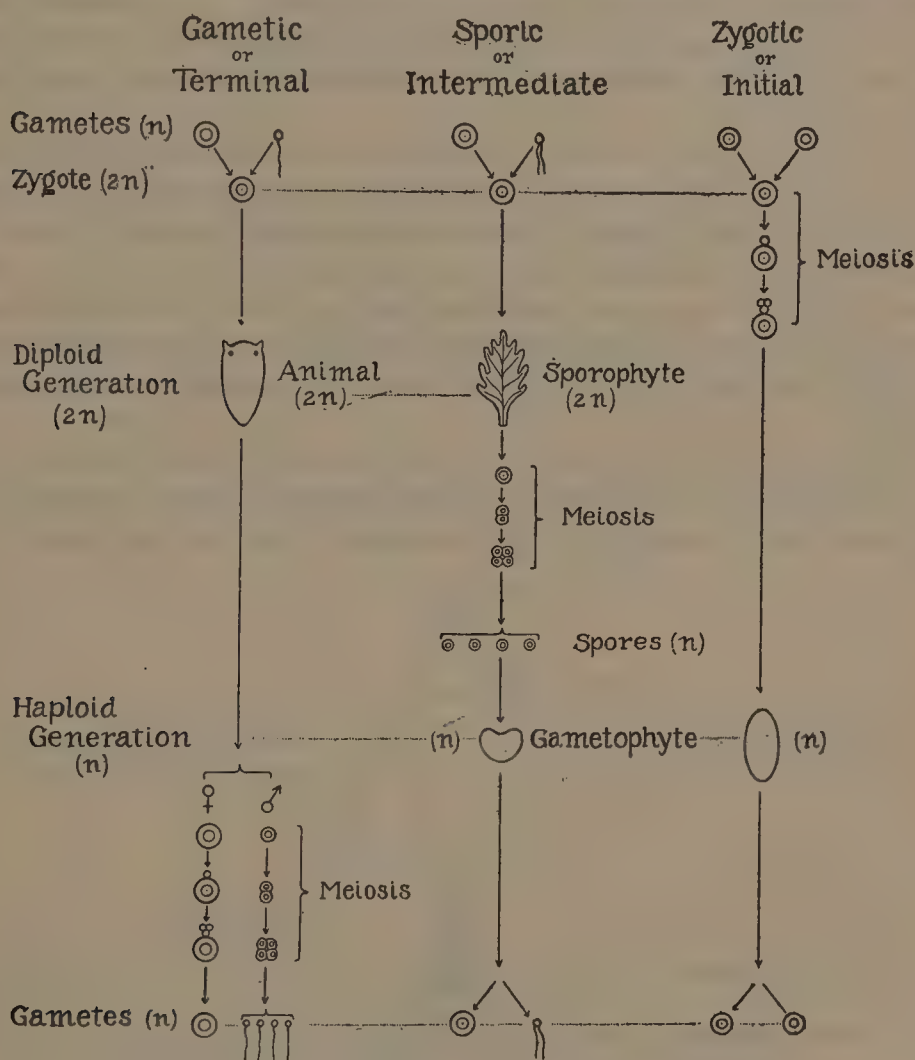 Gametic
or
Terminal
Sporic
or
Intermediate
Zygotic
or
Initial
Gametes (n)
Zygote (2n)
Meiosis
Diploid
Generation
(2n)
Animal
(2n)
Sporophyte
(2n)
Meiosis
Spores (n)
Haploid
Generation
(n)
(n)
Gametophyte
(n)
♀
♂
Meiosis
Gametes (n)